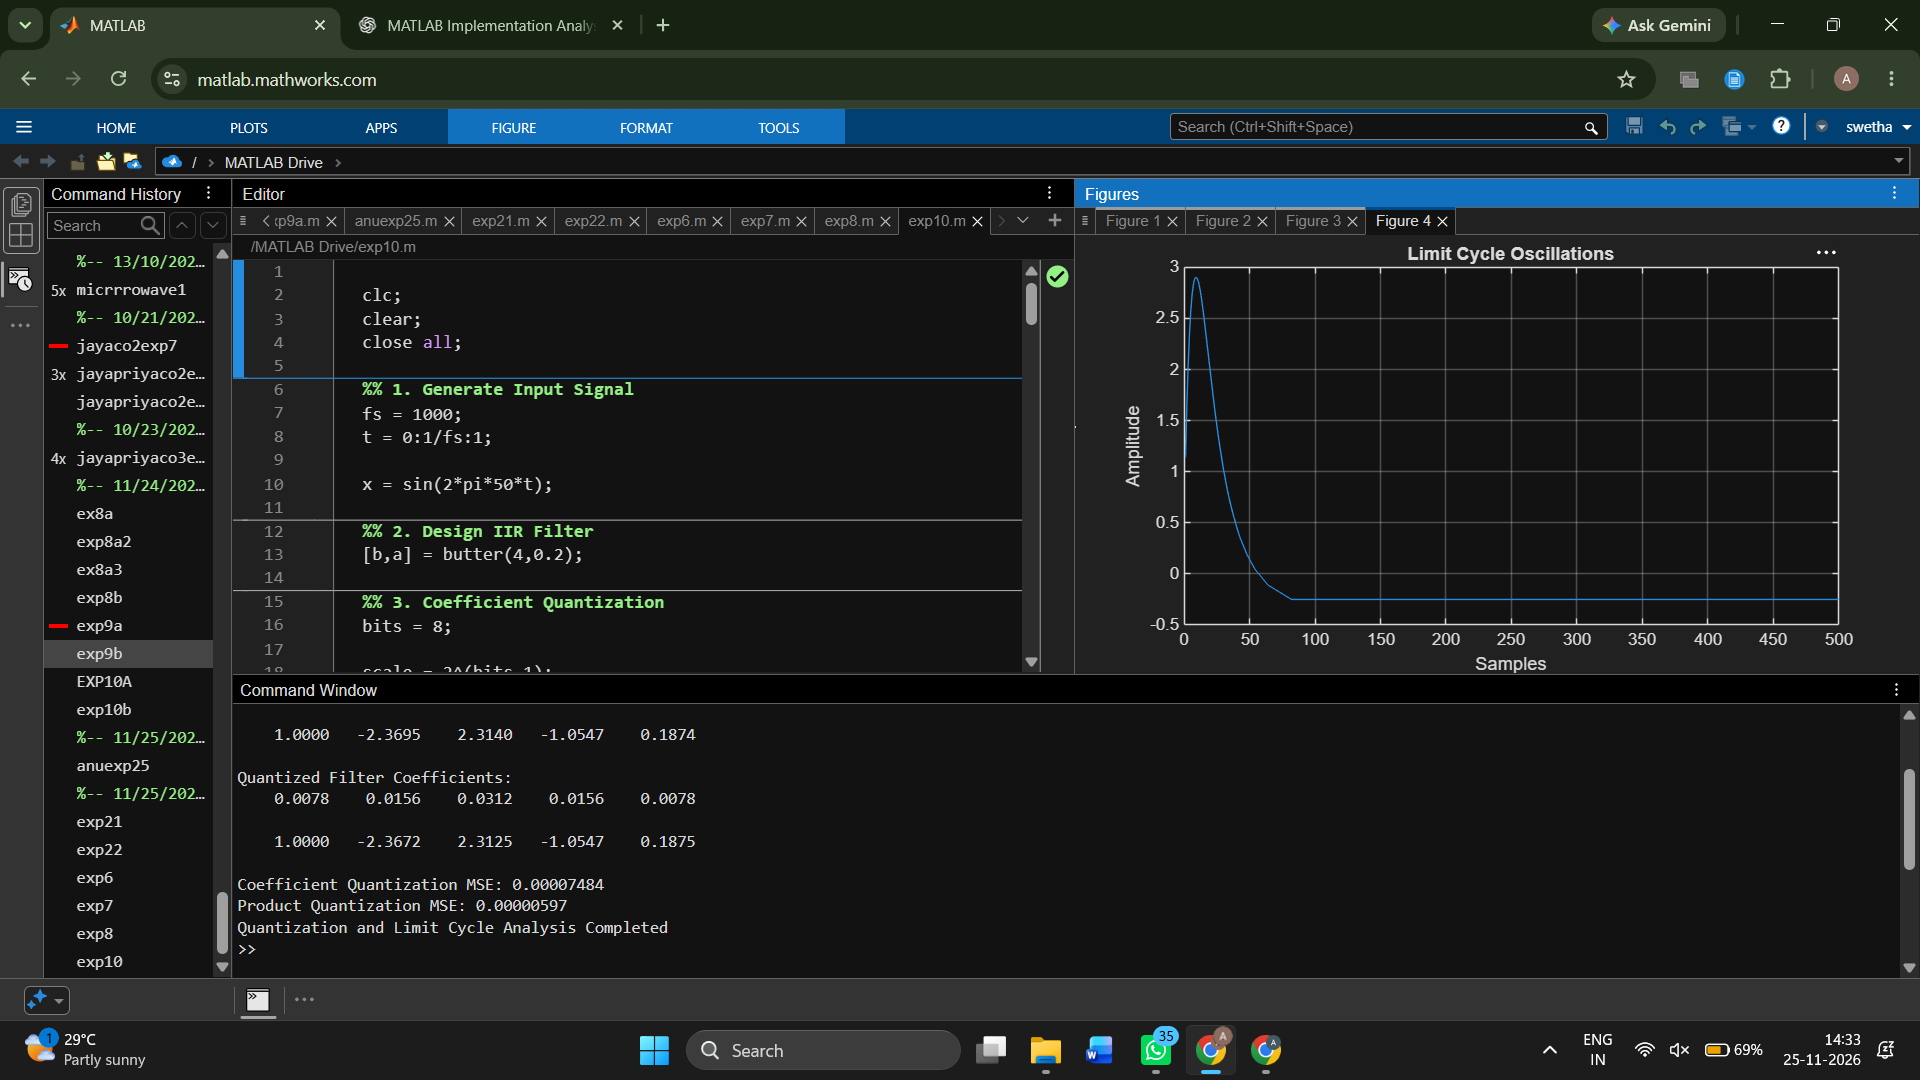 MATLAB
MATLAB Implementation Analy
Ask Gemini
matlab.mathworks.com
A
HOME
PLOTS
APPS
FIGURE
FORMAT
TOOLS
Search (Ctrl+Shift+Space)
swetha
/ > MATLAB Drive >
Command History
Search
%-- 13/10/202...
5x micrrrowave1
%-- 10/21/202...
jayaco2exp7
3x jayapriyaco2e...
jayapriyaco2e...
%-- 10/23/202...
4x jayapriyaco3e...
%-- 11/24/202...
ex8a
exp8a2
ex8a3
exp8b
exp9a
exp9b
EXP10A
exp10b
%-- 11/25/202...
anuexp25
%-- 11/25/202...
exp21
exp22
exp6
exp7
exp8
exp10
Editor
xp9a.m
anuexp25.m
exp21.m
exp22.m
exp6.m
exp7.m
exp8.m
exp10.m
/MATLAB Drive/exp10.m
1
2 clc;
3 clear;
4 close all;
5
6 %% 1. Generate Input Signal
7 fs = 1000;
8 t = 0:1/fs:1;
9
10 x = sin(2*pi*50*t);
11
12 %% 2. Design IIR Filter
13 [b,a] = butter(4,0.2);
14
15 %% 3. Coefficient Quantization
16 bits = 8;
17
18 scale = 2^(bits-1);
Figures
Figure 1
Figure 2
Figure 3
Figure 4
Limit Cycle Oscillations
3
2.5
2
1.5
1
0.5
0
-0.5
Amplitude
0 50 100 150 200 250 300 350 400 450 500
Samples
Command Window
1.0000 -2.3695 2.3140 -1.0547 0.1874
Quantized Filter Coefficients:
0.0078 0.0156 0.0312 0.0156 0.0078
1.0000 -2.3672 2.3125 -1.0547 0.1875
Coefficient Quantization MSE: 0.00007484
Product Quantization MSE: 0.00000597
Quantization and Limit Cycle Analysis Completed
>>
1
29°C
Partly sunny
Search
35
A
A
ENG
IN
69%
14:33
25-11-2026